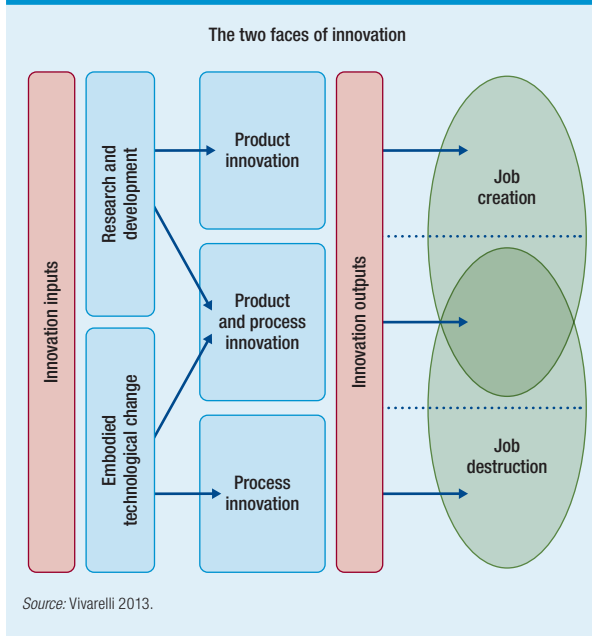 The two faces of innovation
Innovation inputs
Research and
development
Embodied
technological change
Product
innovation
Product
and process
innovation
Process
innovation
Innovation outputs
Job
creation
Job
destruction
Source: Vivarelli 2013.